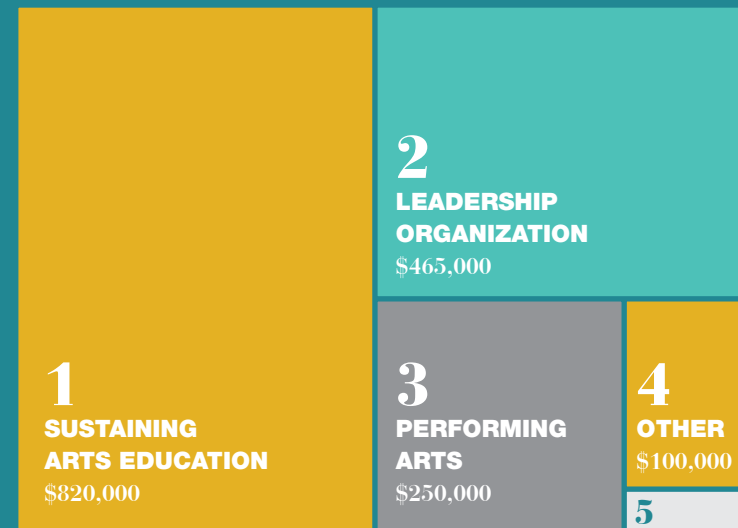 1
SUSTAINING
ARTS EDUCATION
$820,000
2
LEADERSHIP
ORGANIZATION
$465,000
3
PERFORMING
ARTS
$250,000
4
OTHER
$100,000
5